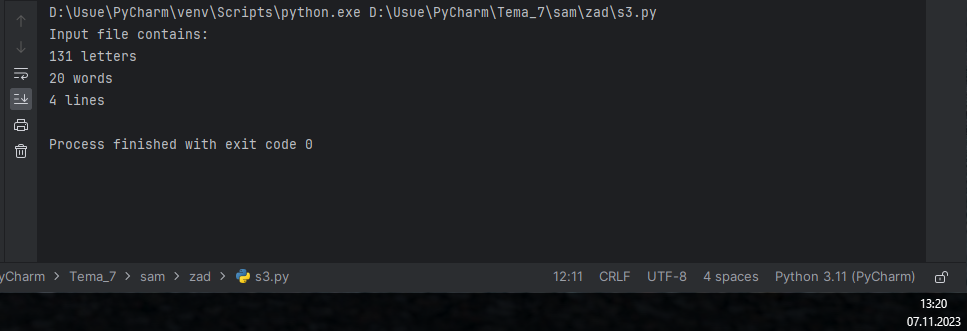 D:\Usue\PyCharm\venv\Scripts\python.exe D:\Usue\PyCharm\Tema_7\sam\zad\s3.py
Input file contains:
131 letters
20 words
4 lines
Process finished with exit code 0
yCharm > Tema_7 > sam > zad > s3.py 12:11 CRLF UTF-8 4 spaces Python 3.11 (PyCharm)
13:20
07.11.2023